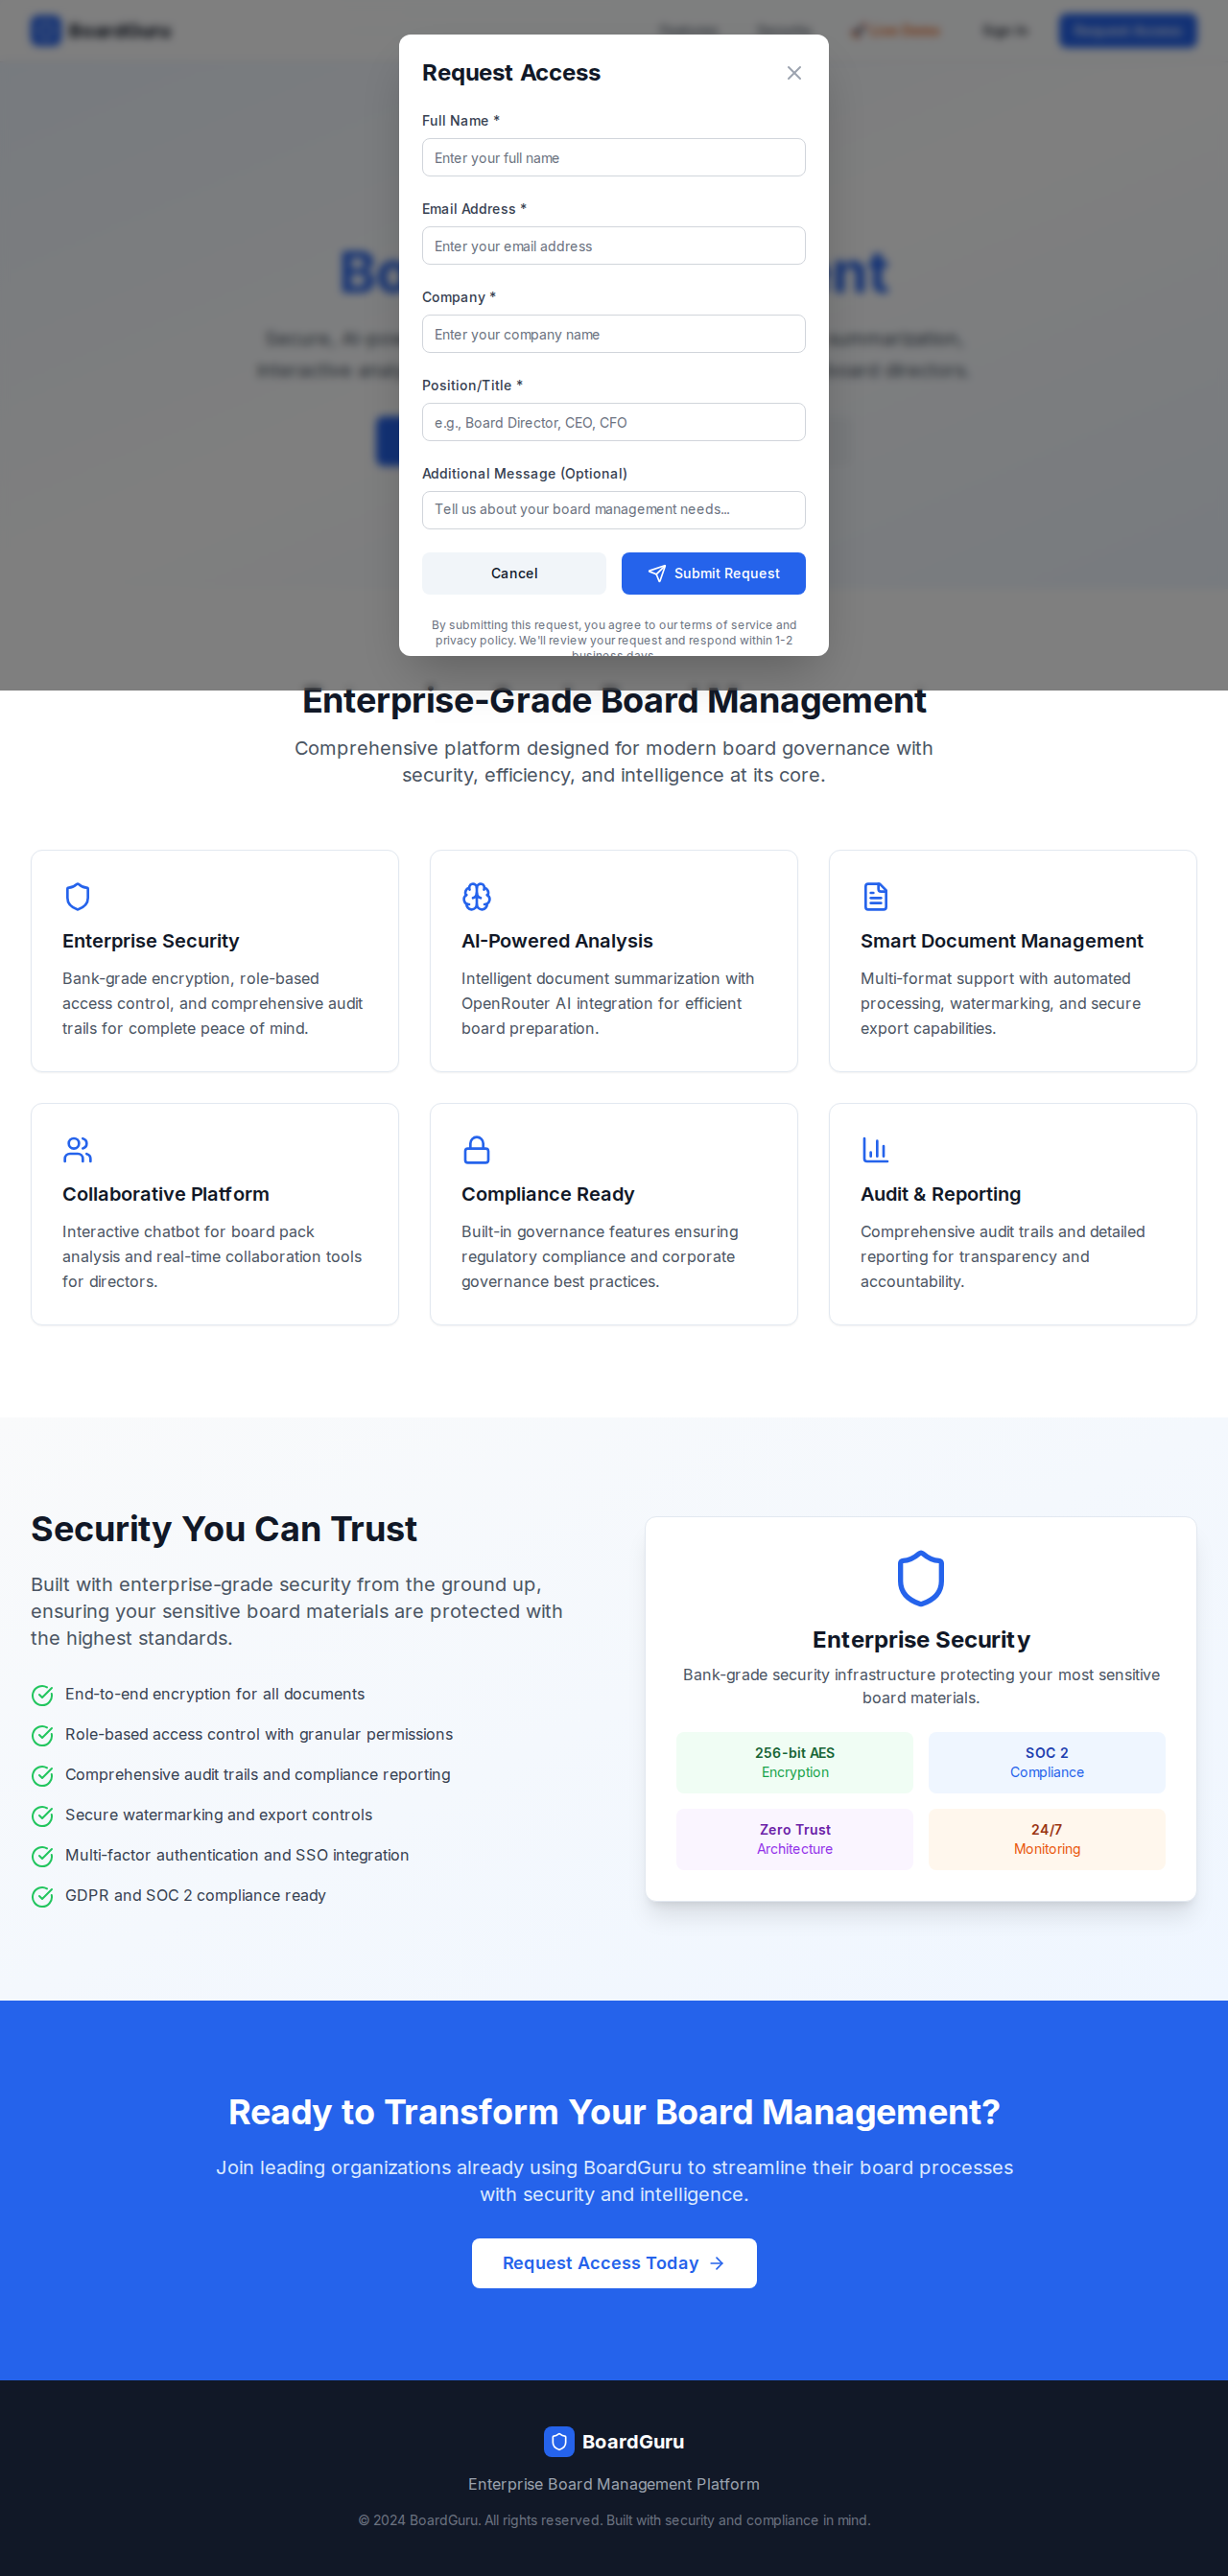 BoardGuru
Features
Security
Live Demo
Sign In
Request Access
Request Access
Full Name *
Enter your full name
Email Address *
Enter your email address
Company *
Enter your company name
Position/Title *
e.g., Board Director, CEO, CFO
Additional Message (Optional)
Tell us about your board management needs...
Cancel
Submit Request
By submitting this request, you agree to our terms of service and
privacy policy. We'll review your request and respond within 1-2
business days.
Secure,
summarization,
interactive
board directors.
Enterprise-Grade Board Management
Comprehensive platform designed for modern board governance with
security, efficiency, and intelligence at its core.
Enterprise Security
Bank-grade encryption, role-based
access control, and comprehensive audit
trails for complete peace of mind.
AI-Powered Analysis
Intelligent document summarization with
OpenRouter AI integration for efficient
board preparation.
Smart Document Management
Multi-format support with automated
processing, watermarking, and secure
export capabilities.
Collaborative Platform
Interactive chatbot for board pack
analysis and real-time collaboration tools
for directors.
Compliance Ready
Built-in governance features ensuring
regulatory compliance and corporate
governance best practices.
Audit & Reporting
Comprehensive audit trails and detailed
reporting for transparency and
accountability.
Security You Can Trust
Built with enterprise-grade security from the ground up,
ensuring your sensitive board materials are protected with
the highest standards.
End-to-end encryption for all documents
Role-based access control with granular permissions
Comprehensive audit trails and compliance reporting
Secure watermarking and export controls
Multi-factor authentication and SSO integration
GDPR and SOC 2 compliance ready
Enterprise Security
Bank-grade security infrastructure protecting your most sensitive
board materials.
256-bit AES
Encryption
SOC 2
Compliance
Zero Trust
Architecture
24/7
Monitoring
Ready to Transform Your Board Management?
Join leading organizations already using BoardGuru to streamline their board processes
with security and intelligence.
Request Access Today
BoardGuru
Enterprise Board Management Platform
© 2024 BoardGuru. All rights reserved. Built with security and compliance in mind.